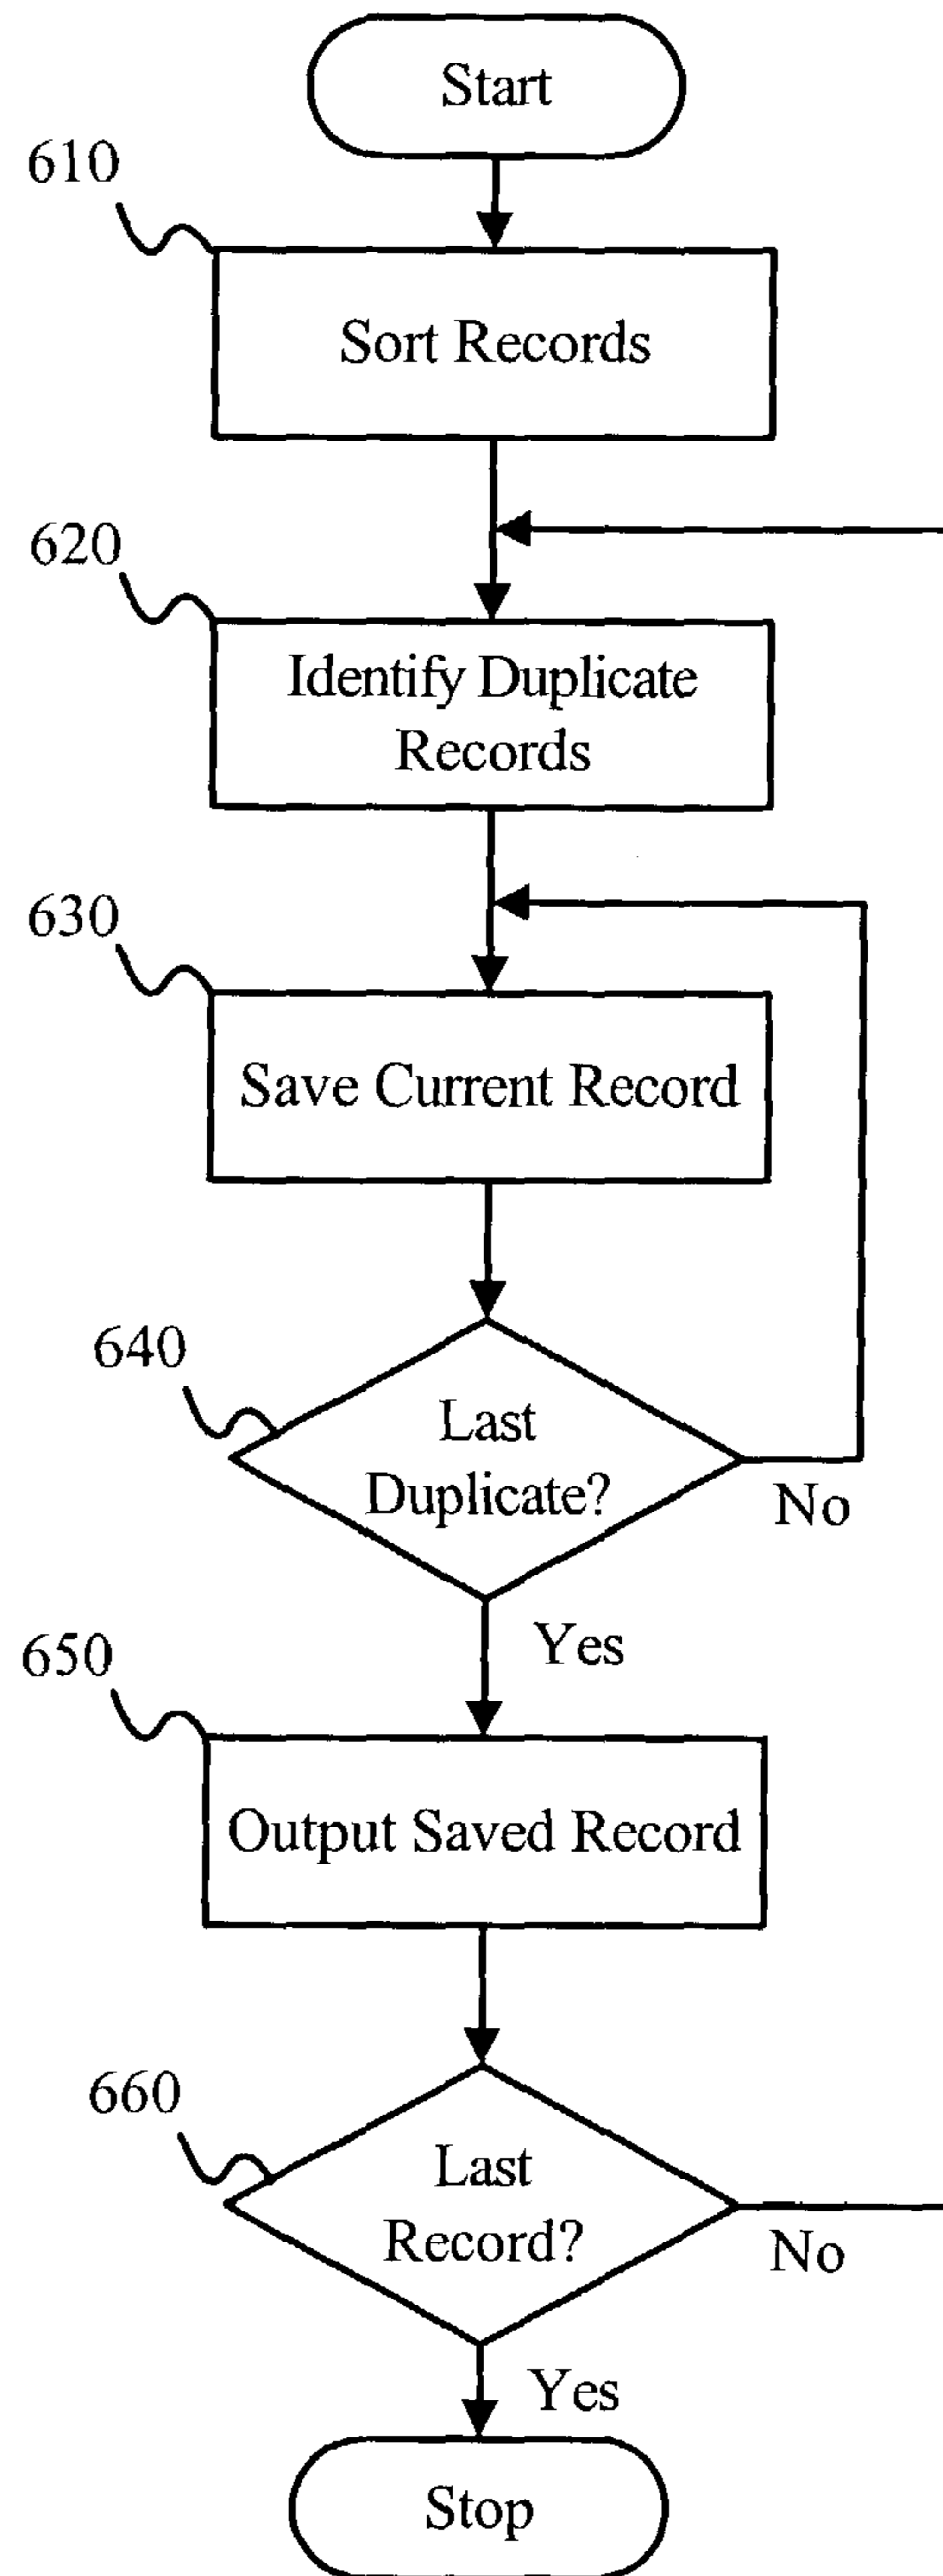 Start
610
Sort Records
620
Identify Duplicate
Records
630
Save Current Record
640
Last
Duplicate?
No
Yes
650
Output Saved Record
660
Last
Record?
No
Yes
Stop